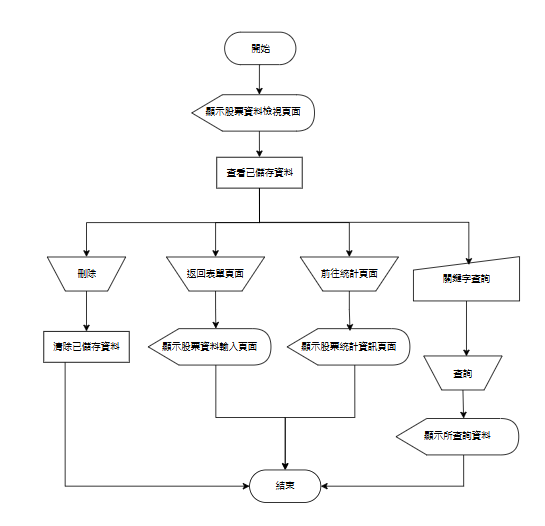 開始
顯示股票資料檢視頁面
查看已儲存資料
刪除
返回表單頁面
前往統計頁面
關鍵字查詢
清除已儲存資料
顯示股票資料輸入頁面
顯示股票統計資訊頁面
查詢
顯示所查詢資料
結束